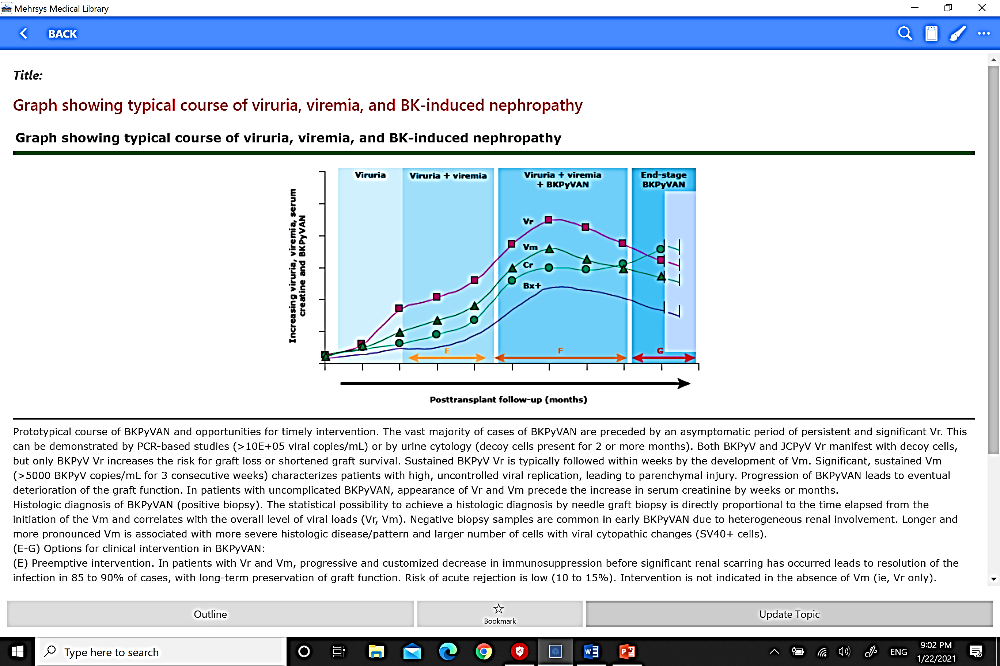 Mehrsys Medical Library
BACK
Title:
Graph showing typical course of viruria, viremia, and BK-induced nephropathy
Graph showing typical course of viruria, viremia, and BK-induced nephropathy
Viruria
Viruria + viremia
Viruria + viremia
+ BKPyVAN
End-stage
BKPyVAN
Increasing viruria, viremia, serum
creatine and BKPyVAN
Vr
Vm
Cr
Bx+
E
F
G
Posttransplant follow-up (months)
Prototypical course of BKPyVAN and opportunities for timely intervention. The vast majority of cases of BKPyVAN are preceded by an asymptomatic period of persistent and significant Vr. This
can be demonstrated by PCR-based studies (>10E+05 viral copies/mL) or by urine cytology (decoy cells present for 2 or more months). Both BKPyV and JCPyV Vr manifest with decoy cells,
but only BKPyV Vr increases the risk for graft loss or shortened graft survival. Sustained BKPyV Vr is typically followed within weeks by the development of Vm. Significant, sustained Vm
(>5000 BKPyV copies/mL for 3 consecutive weeks) characterizes patients with high, uncontrolled viral replication, leading to parenchymal injury. Progression of BKPyVAN leads to eventual
deterioration of the graft function. In patients with uncomplicated BKPyVAN, appearance of Vr and Vm precede the increase in serum creatinine by weeks or months.
Histologic diagnosis of BKPyVAN (positive biopsy). The statistical possibility to achieve a histologic diagnosis by needle graft biopsy is directly proportional to the time elapsed from the
initiation of the Vm and correlates with the overall level of viral loads (Vr, Vm). Negative biopsy samples are common in early BKPyVAN due to heterogeneous renal involvement. Longer and
more pronounced Vm is associated with more severe histologic disease/pattern and larger number of cells with viral cytopathic changes (SV40+ cells).
(E-G) Options for clinical intervention in BKPyVAN:
(E) Preemptive intervention. In patients with Vr and Vm, progressive and customized decrease in immunosuppression before significant renal scarring has occurred leads to resolution of the
infection in 85 to 90% of cases, with long-term preservation of graft function. Risk of acute rejection is low (10 to 15%). Intervention is not indicated in the absence of Vm (ie, Vr only).
Outline
Bookmark
Update Topic
Type here to search
ENG
9:02 PM
1/22/2021